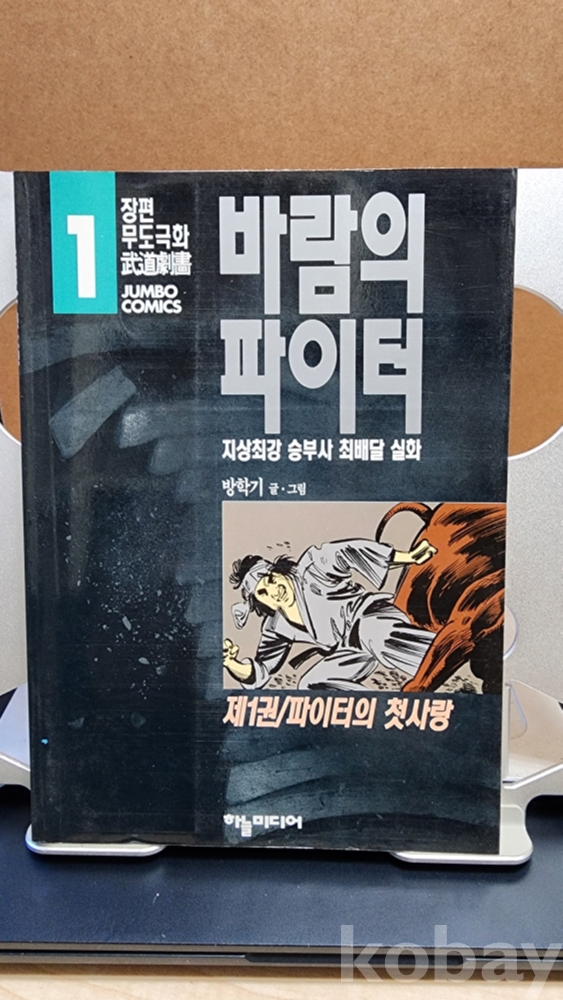 1
장편
무도극화
武道劇畵
JUMBO
COMICS
바람의
파이터
지상최강 승부사 최배달 실화
방학기 글·그림
제1권/파이터의 첫사랑
하늘미디어
kobay